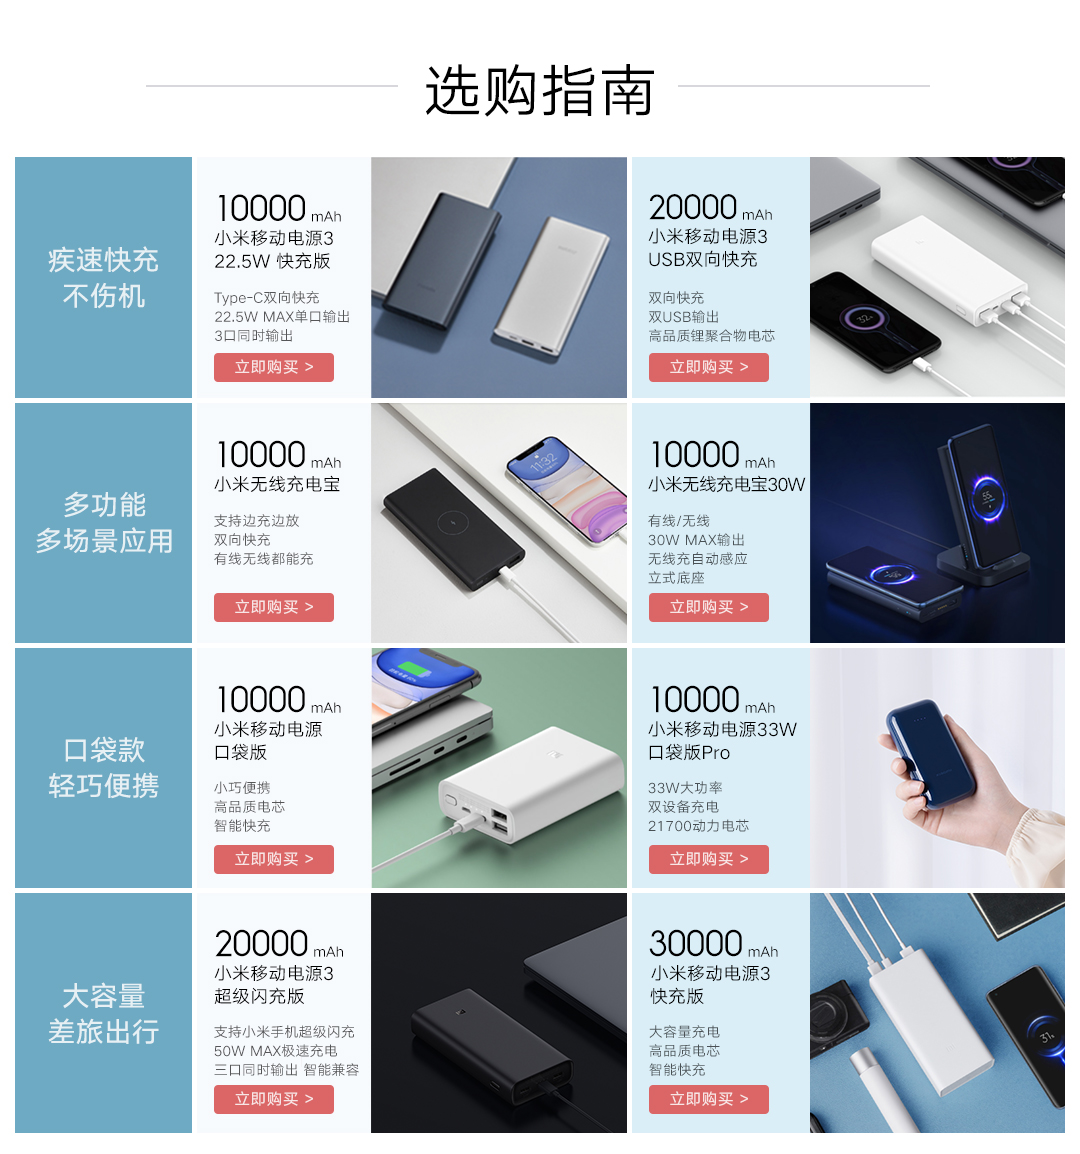 选购指南
疾速快充
不伤机
10000 mAh
小米移动电源3
22.5W 快充版
Type-C双向快充
22.5W MAX单口输出
3口同时输出
立即购买 >
20000 mAh
小米移动电源3
USB双向快充
双向快充
双USB输出
高品质锂聚合物电芯
立即购买 >
多功能
多场景应用
10000 mAh
小米无线充电宝
支持边充边放
双向快充
有线无线都能充
立即购买 >
11:32
10000 mAh
小米无线充电宝30W
有线/无线
30W MAX输出
无线充自动感应
立式底座
立即购买 >
口袋款
轻巧便携
10000 mAh
小米移动电源
口袋版
小巧便携
高品质电芯
智能快充
立即购买 >
10000 mAh
小米移动电源33W
口袋版Pro
33W大功率
双设备充电
21700动力电芯
立即购买 >
大容量
差旅出行
20000 mAh
小米移动电源3
超级闪充版
支持小米手机超级闪充
50W MAX极速充电
三口同时输出 智能兼容
立即购买 >
30000 mAh
小米移动电源3
快充版
大容量充电
高品质电芯
智能快充
立即购买 >